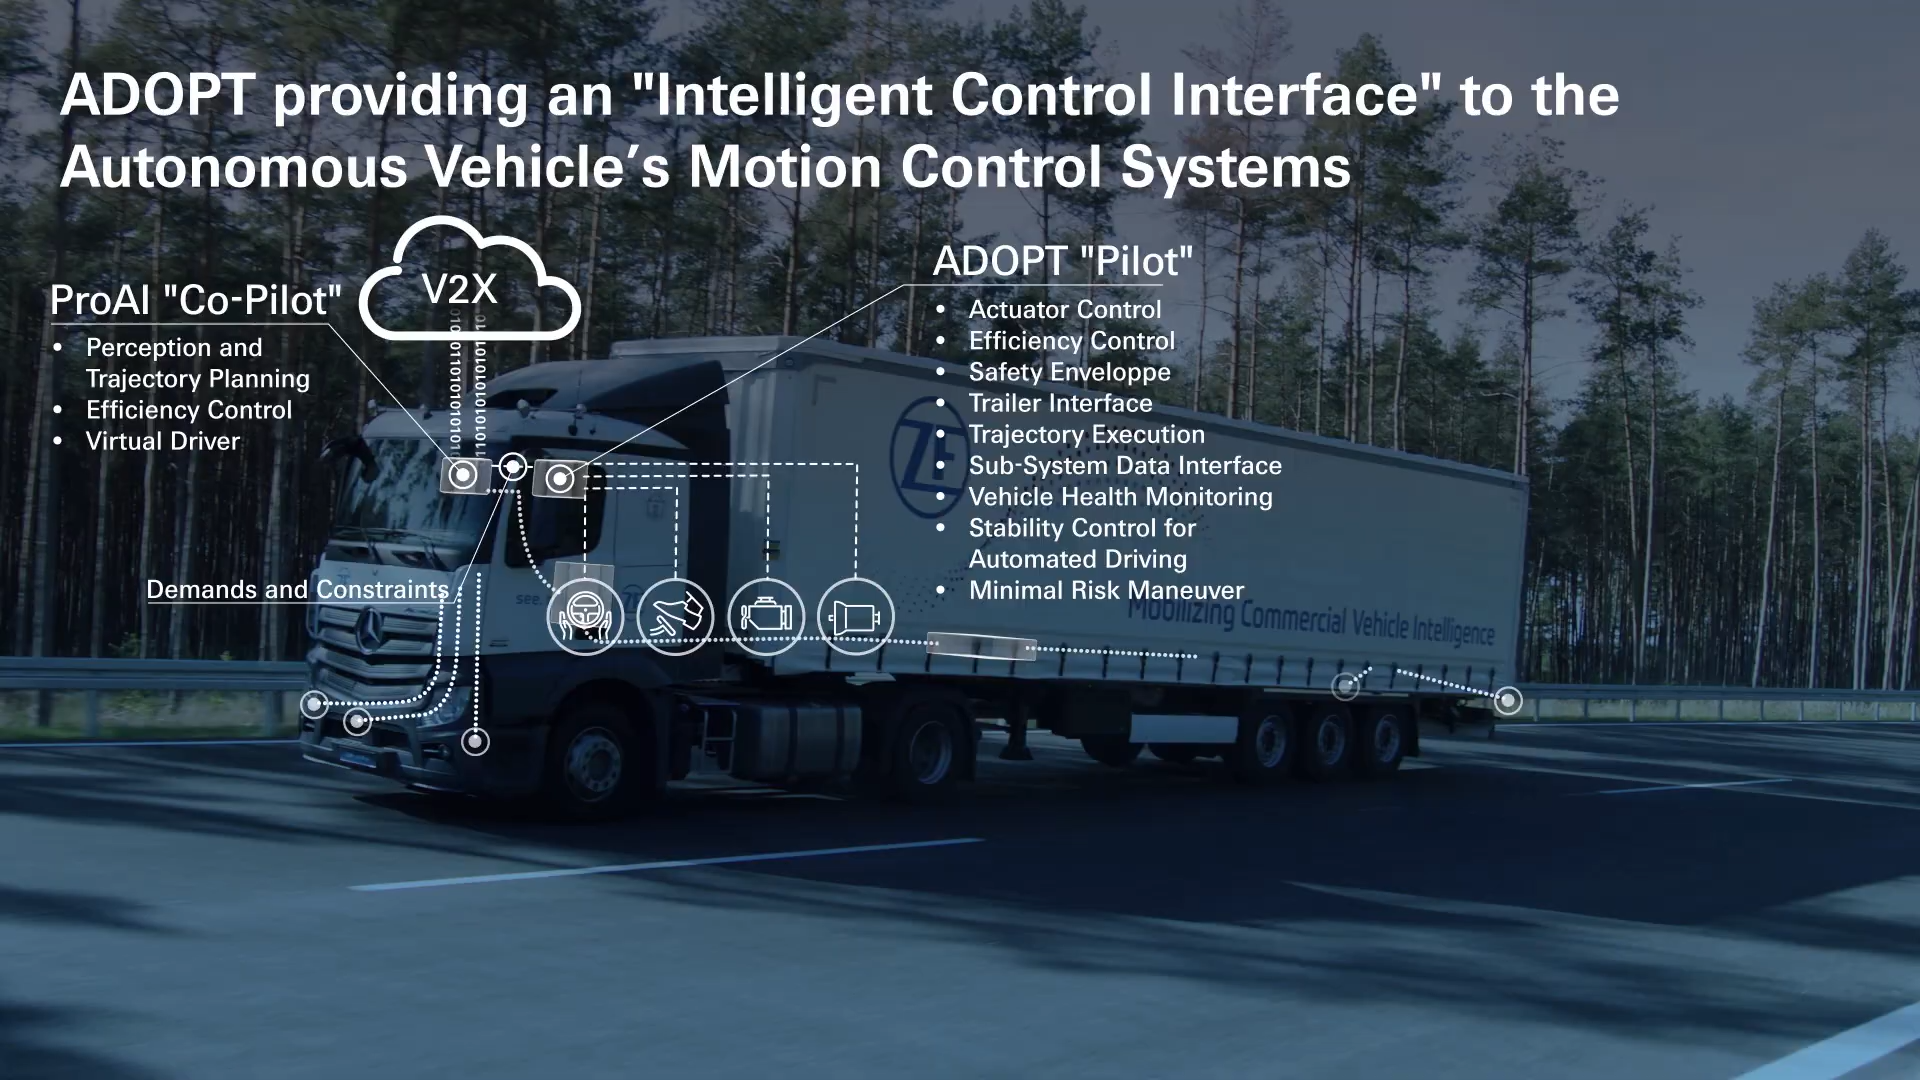 ADOPT providing an "Intelligent Control Interface" to the
Autonomous Vehicle’s Motion Control Systems
V2X
ProAI "Co-Pilot"
• Perception and
Trajectory Planning
• Efficiency Control
• Virtual Driver
Demands and Constraints
ADOPT "Pilot"
• Actuator Control
• Efficiency Control
• Safety Enveloppe
• Trailer Interface
• Trajectory Execution
• Sub-System Data Interface
• Vehicle Health Monitoring
• Stability Control for
Automated Driving
• Minimal Risk Maneuver
ZF
see.
Mobilizing Commercial Vehicle Intelligence